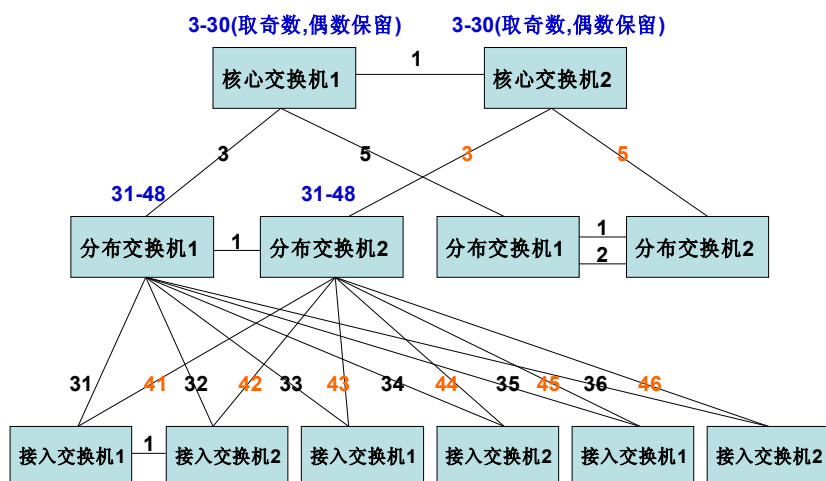 3-30(取奇数,偶数保留) 3-30(取奇数,偶数保留)
核心交换机1 1 核心交换机2
3 5 3 5
31-48 31-48
分布交换机1 1 分布交换机2 分布交换机1 1 2 分布交换机2
31 41 32 42 33 43 34 44 35 45 36 46
接入交换机1 1 接入交换机2 接入交换机1 接入交换机2 接入交换机1 接入交换机2